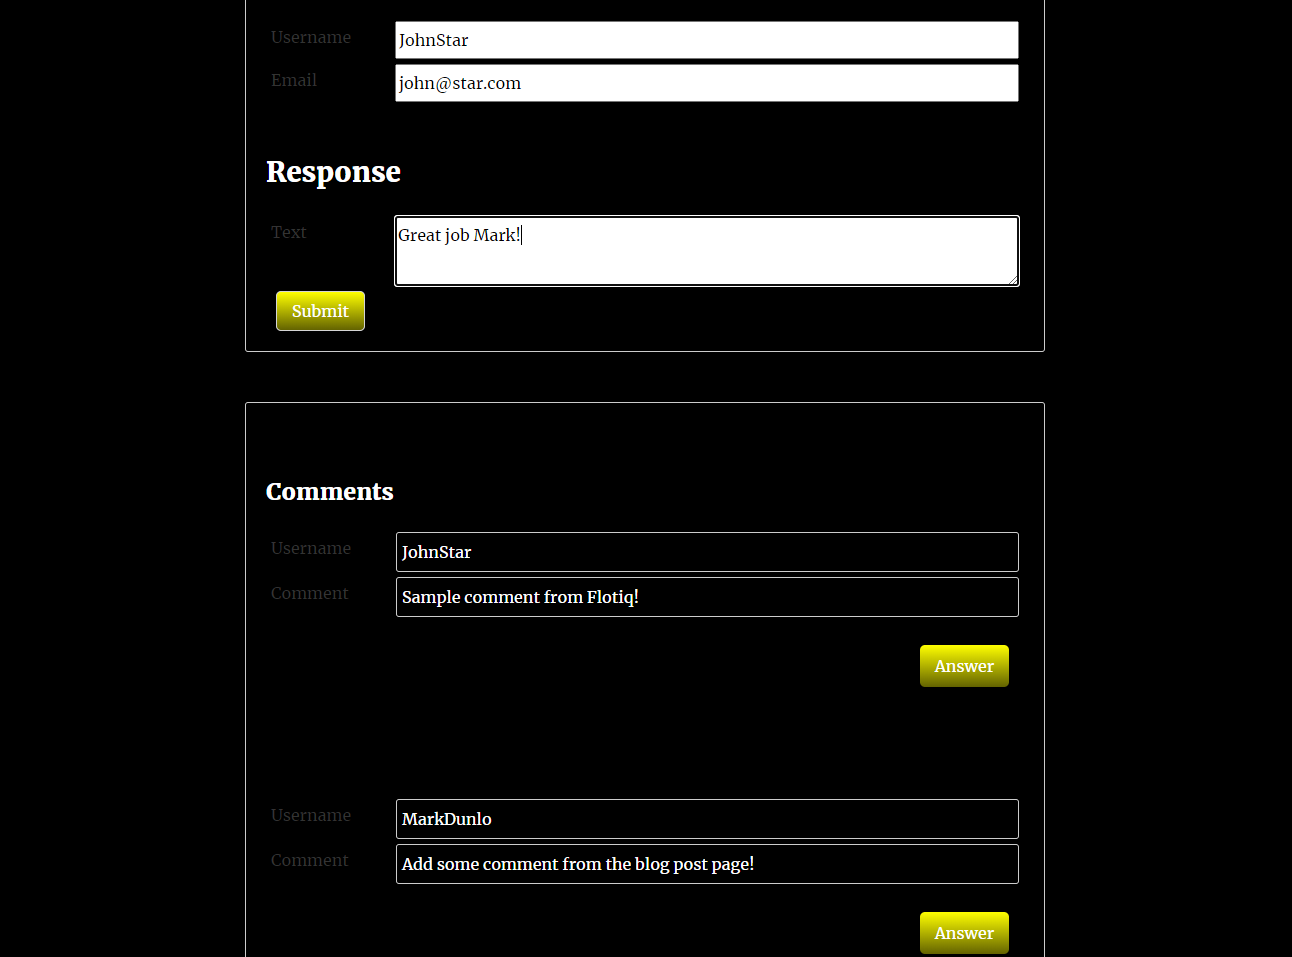 Username JohnStar
Email john@star.com
Response
Text Great job Mark!
Submit
Comments
Username JohnStar
Comment Sample comment from Flotiq!
Answer
Username MarkDunlo
Comment Add some comment from the blog post page!
Answer